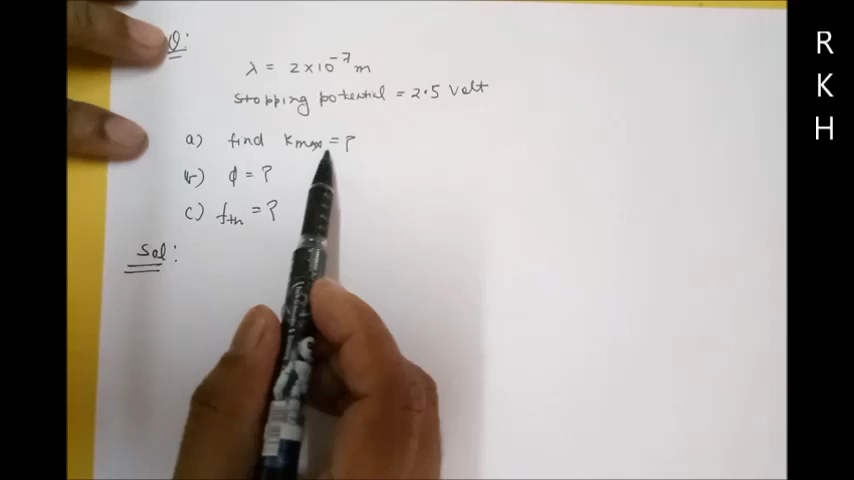 Q:
λ = 2×10⁻⁷ m
Stopping potential = 2.5 Volt
a) find Kmax = ?
b) ϕ = ?
c) fth = ?
Sol:
R
K
H